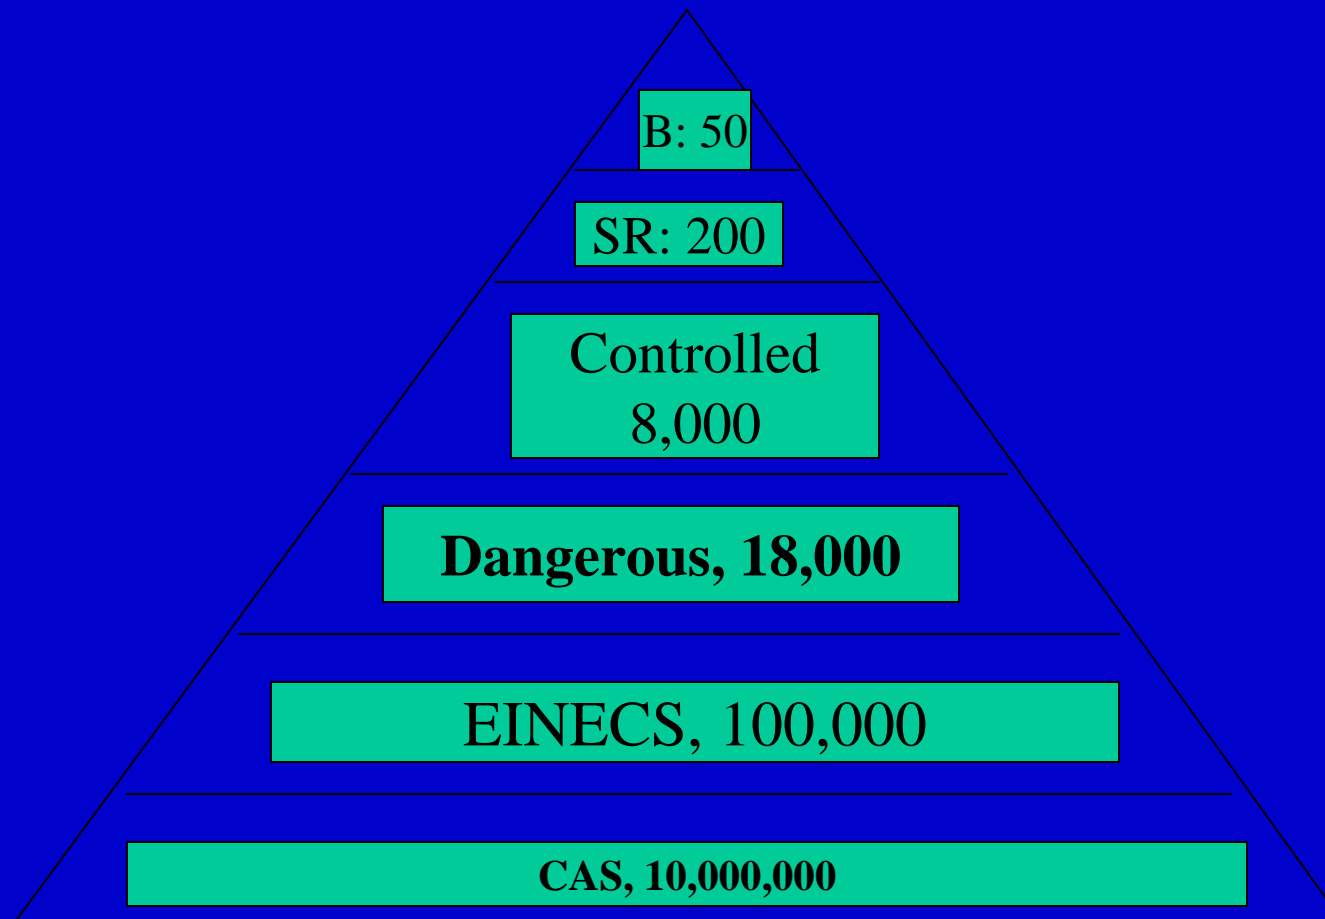 B: 50
SR: 200
Controlled
8,000
Dangerous, 18,000
EINECS, 100,000
CAS, 10,000,000